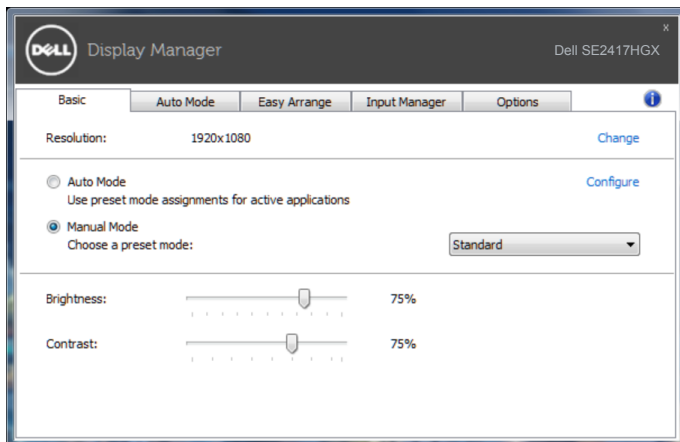 DELL Display Manager
x
Dell SE2417HGX
Basic Auto Mode Easy Arrange Input Manager Options i
Resolution: 1920x1080 Change
Auto Mode Configure
Use preset mode assignments for active applications
Manual Mode
Choose a preset mode: Standard
Brightness: 75%
Contrast: 75%